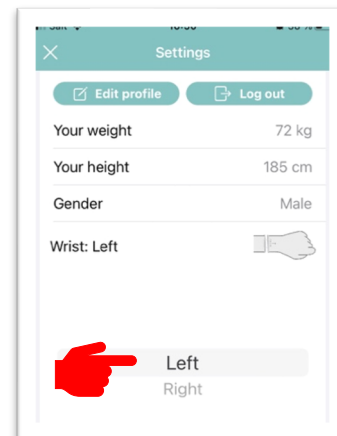 Settings
Edit profile Log out
Your weight 72 kg
Your height 185 cm
Gender Male
Wrist: Left
Left
Right